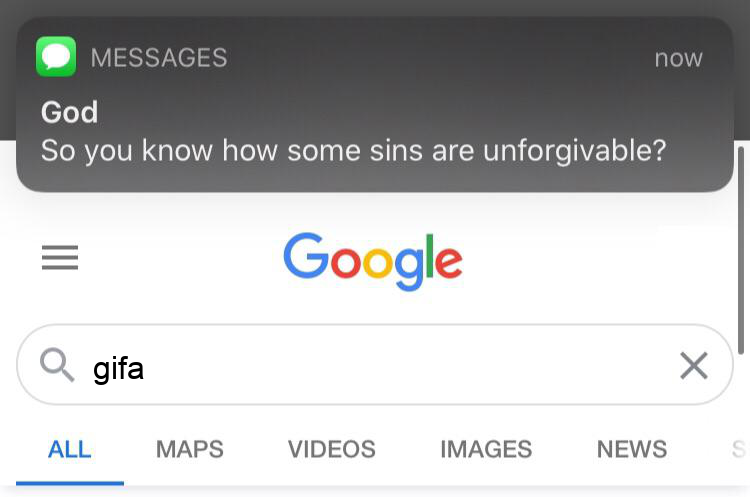 MESSAGES now
God
So you know how some sins are unforgivable?
Google
gifa
ALL MAPS VIDEOS IMAGES NEWS S